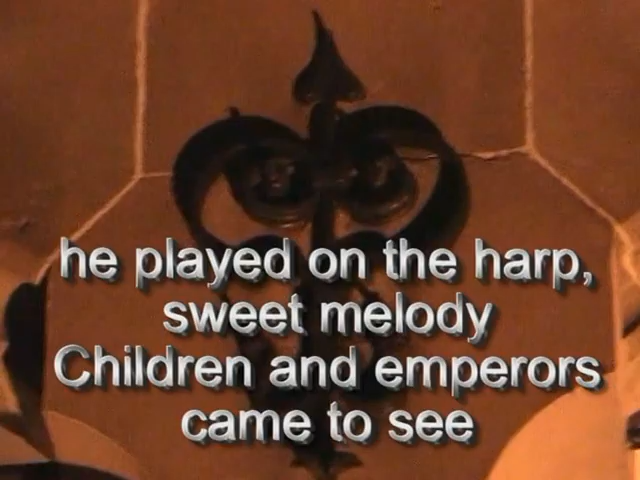 he played on the harp,
sweet melody
Children and emperors
came to see